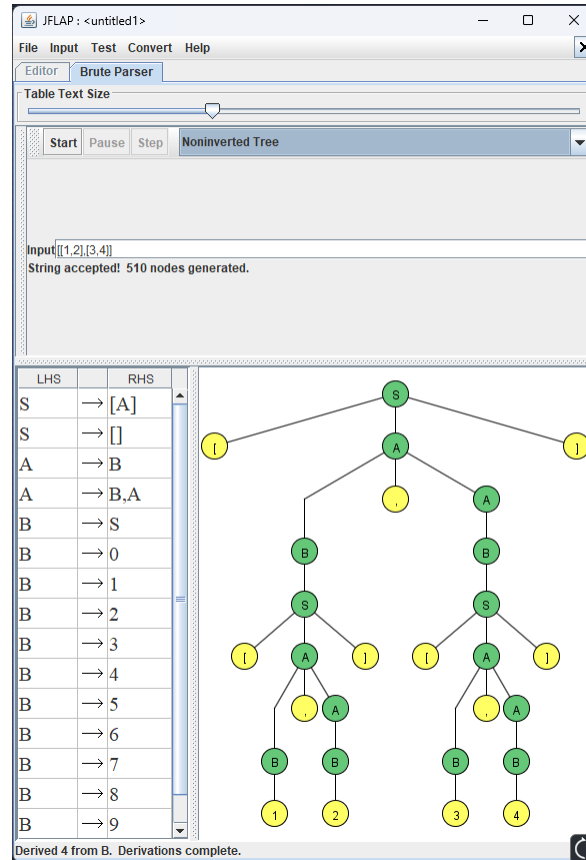 JFLAP : <untitled1>
File Input Test Convert Help
Editor Brute Parser
Table Text Size
Start Pause Step Noninverted Tree
Input [[1,2],[3,4]]
String accepted! 510 nodes generated.
LHS RHS
S → [A]
S → []
A → B
A → B,A
B → S
B → 0
B → 1
B → 2
B → 3
B → 4
B → 5
B → 6
B → 7
B → 8
B → 9
S
[ A ]
, A
B B
S S
[ A ] [ A ]
, A , A
B B B B
1 2 3 4
Derived 4 from B. Derivations complete.